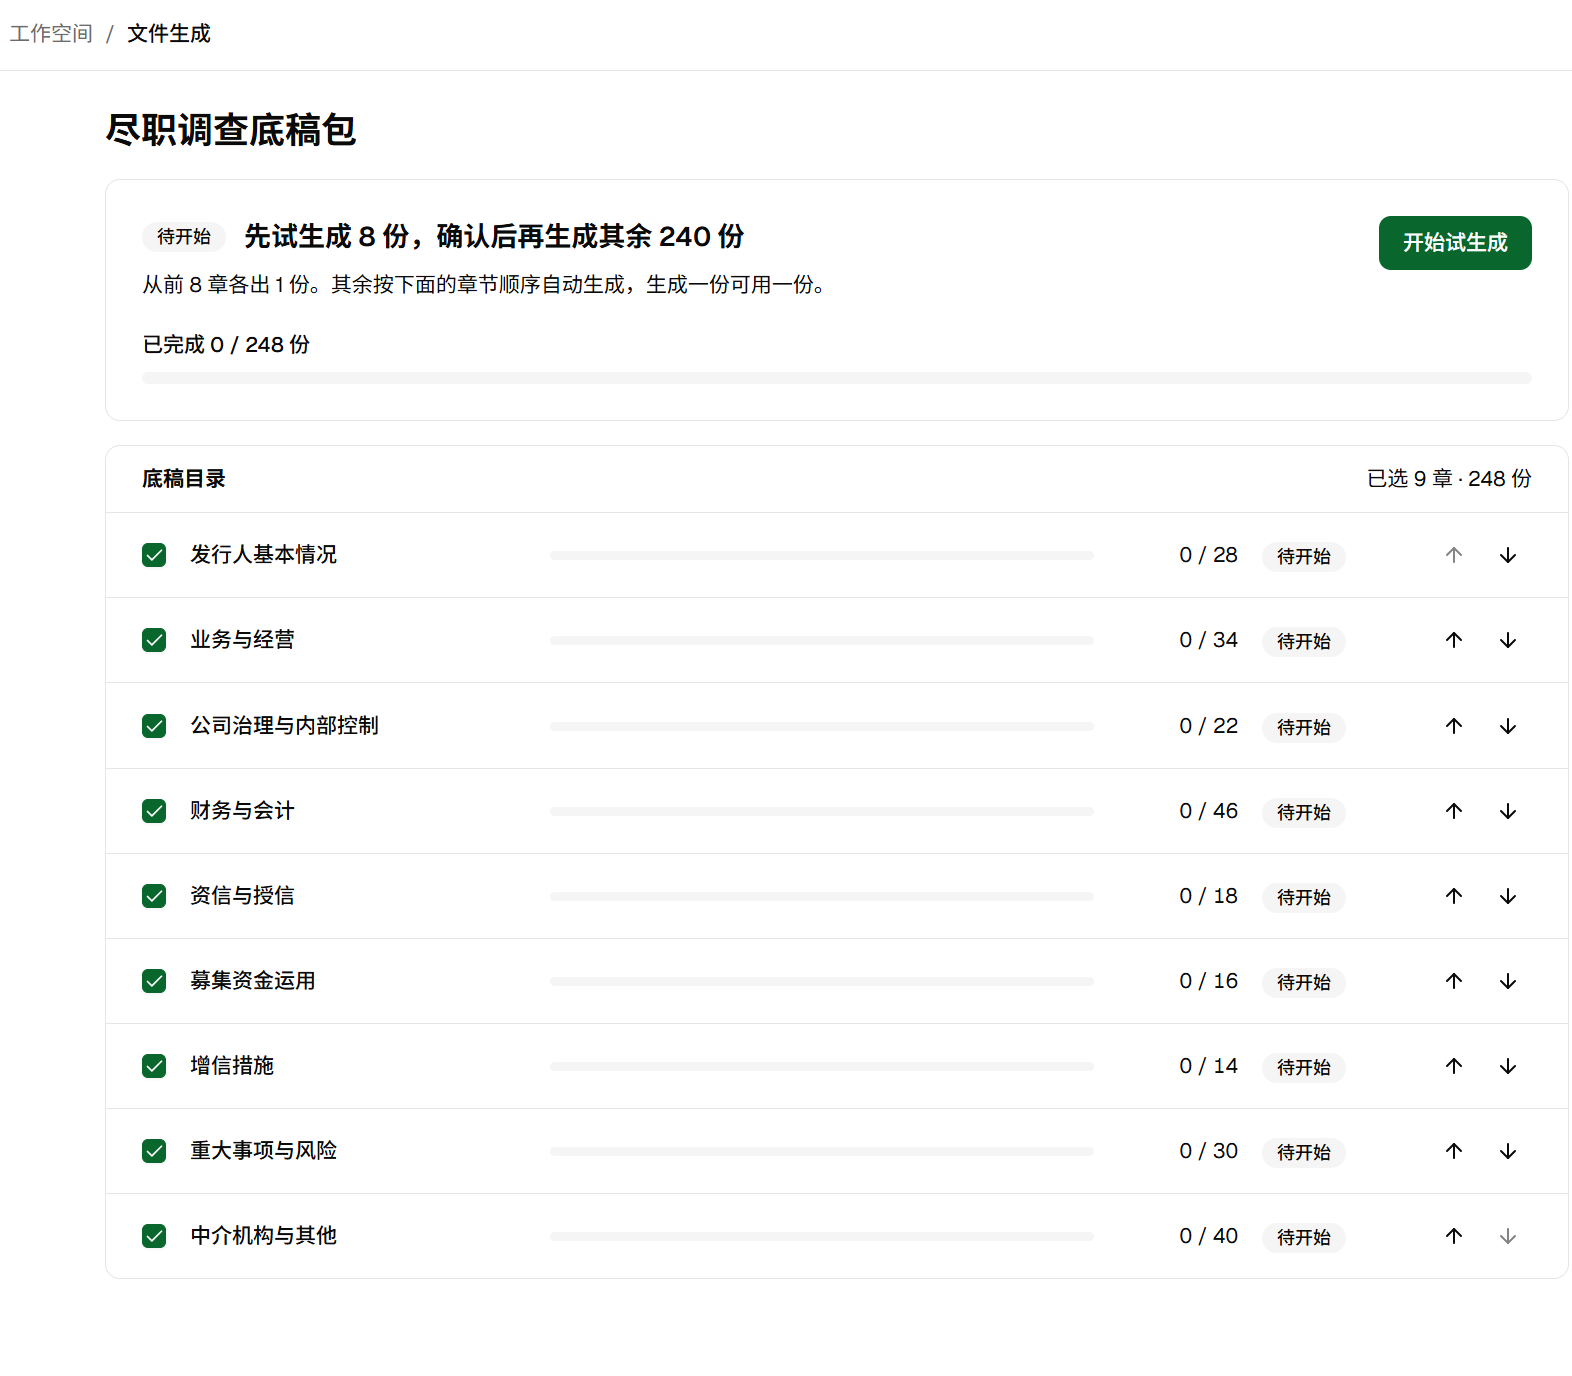 工作空间 / 文件生成
尽职调查底稿包
待开始 先试生成 8 份，确认后再生成其余 240 份
开始试生成
从前 8 章各出 1 份。其余按下面的章节顺序自动生成，生成一份可用一份。
已完成 0 / 248 份
底稿目录 已选 9 章 · 248 份
发行人基本情况 0 / 28 待开始 ↑ ↓
业务与经营 0 / 34 待开始 ↑ ↓
公司治理与内部控制 0 / 22 待开始 ↑ ↓
财务与会计 0 / 46 待开始 ↑ ↓
资信与授信 0 / 18 待开始 ↑ ↓
募集资金运用 0 / 16 待开始 ↑ ↓
增信措施 0 / 14 待开始 ↑ ↓
重大事项与风险 0 / 30 待开始 ↑ ↓
中介机构与其他 0 / 40 待开始 ↑ ↓